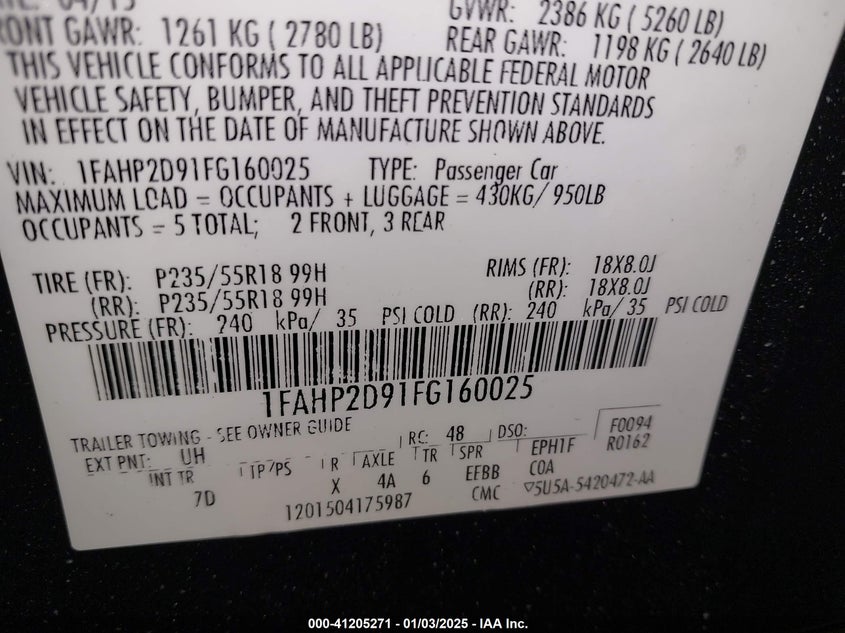 04/15
GVWR: 2386 KG ( 5260 LB)
FRONT GAWR: 1261 KG ( 2780 LB)
REAR GAWR: 1198 KG ( 2640 LB)
THIS VEHICLE CONFORMS TO ALL APPLICABLE FEDERAL MOTOR
VEHICLE SAFETY, BUMPER, AND THEFT PREVENTION STANDARDS
IN EFFECT ON THE DATE OF MANUFACTURE SHOWN ABOVE.
VIN: 1FAHP2D91FG160025 TYPE: Passenger Car
MAXIMUM LOAD = OCCUPANTS + LUGGAGE = 430KG/ 950LB
OCCUPANTS = 5 TOTAL; 2 FRONT, 3 REAR
TIRE (FR): P235/55R18 99H RIMS (FR): 18X8.0J
(RR): P235/55R18 99H (RR): 18X8.0J
PRESSURE (FR): 240 kPa/ 35 PSI COLD (RR): 240 kPa/ 35 PSI COLD
1FAHP2D91FG160025
TRAILER TOWING - SEE OWNER GUIDE
EXT PNT: UH RC: 48 DSO: F0094
INT TR TP/PS R AXLE TR SPR EPH1F R0162
7D X 4A 6 EFBB COA
1201504175987 CMC ▽5U5A-5420472-AA
000-41205271 - 01/03/2025 - IAA Inc.